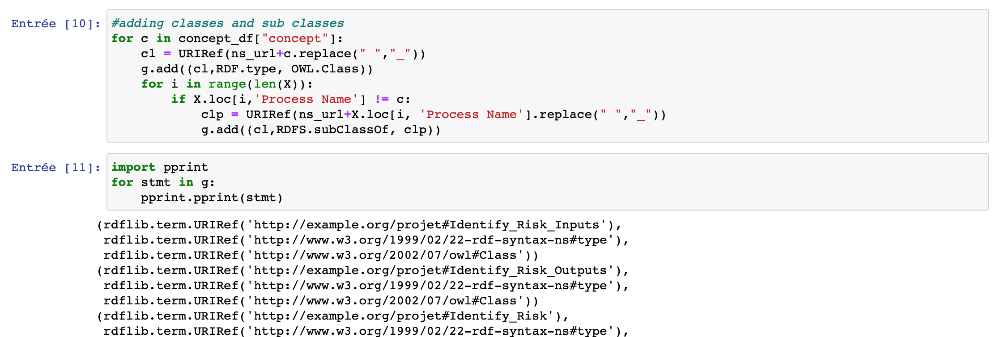 Entrée [10]: #adding classes and sub classes
for c in concept_df["concept"]:
    cl = URIRef(ns_url+c.replace(" ","_"))
    g.add((cl,RDF.type, OWL.Class))
    for i in range(len(X)):
        if X.loc[i,'Process Name'] != c:
            clp = URIRef(ns_url+X.loc[i, 'Process Name'].replace(" ","_"))
            g.add((cl,RDFS.subClassOf, clp))
Entrée [11]: import pprint
for stmt in g:
    pprint.pprint(stmt)
(rdflib.term.URIRef('http://example.org/projet#Identify_Risk_Inputs'),
 rdflib.term.URIRef('http://www.w3.org/1999/02/22-rdf-syntax-ns#type'),
 rdflib.term.URIRef('http://www.w3.org/2002/07/owl#Class'))
(rdflib.term.URIRef('http://example.org/projet#Identify_Risk_Outputs'),
 rdflib.term.URIRef('http://www.w3.org/1999/02/22-rdf-syntax-ns#type'),
 rdflib.term.URIRef('http://www.w3.org/2002/07/owl#Class'))
(rdflib.term.URIRef('http://example.org/projet#Identify_Risk'),
 rdflib.term.URIRef('http://www.w3.org/1999/02/22-rdf-syntax-ns#type'),